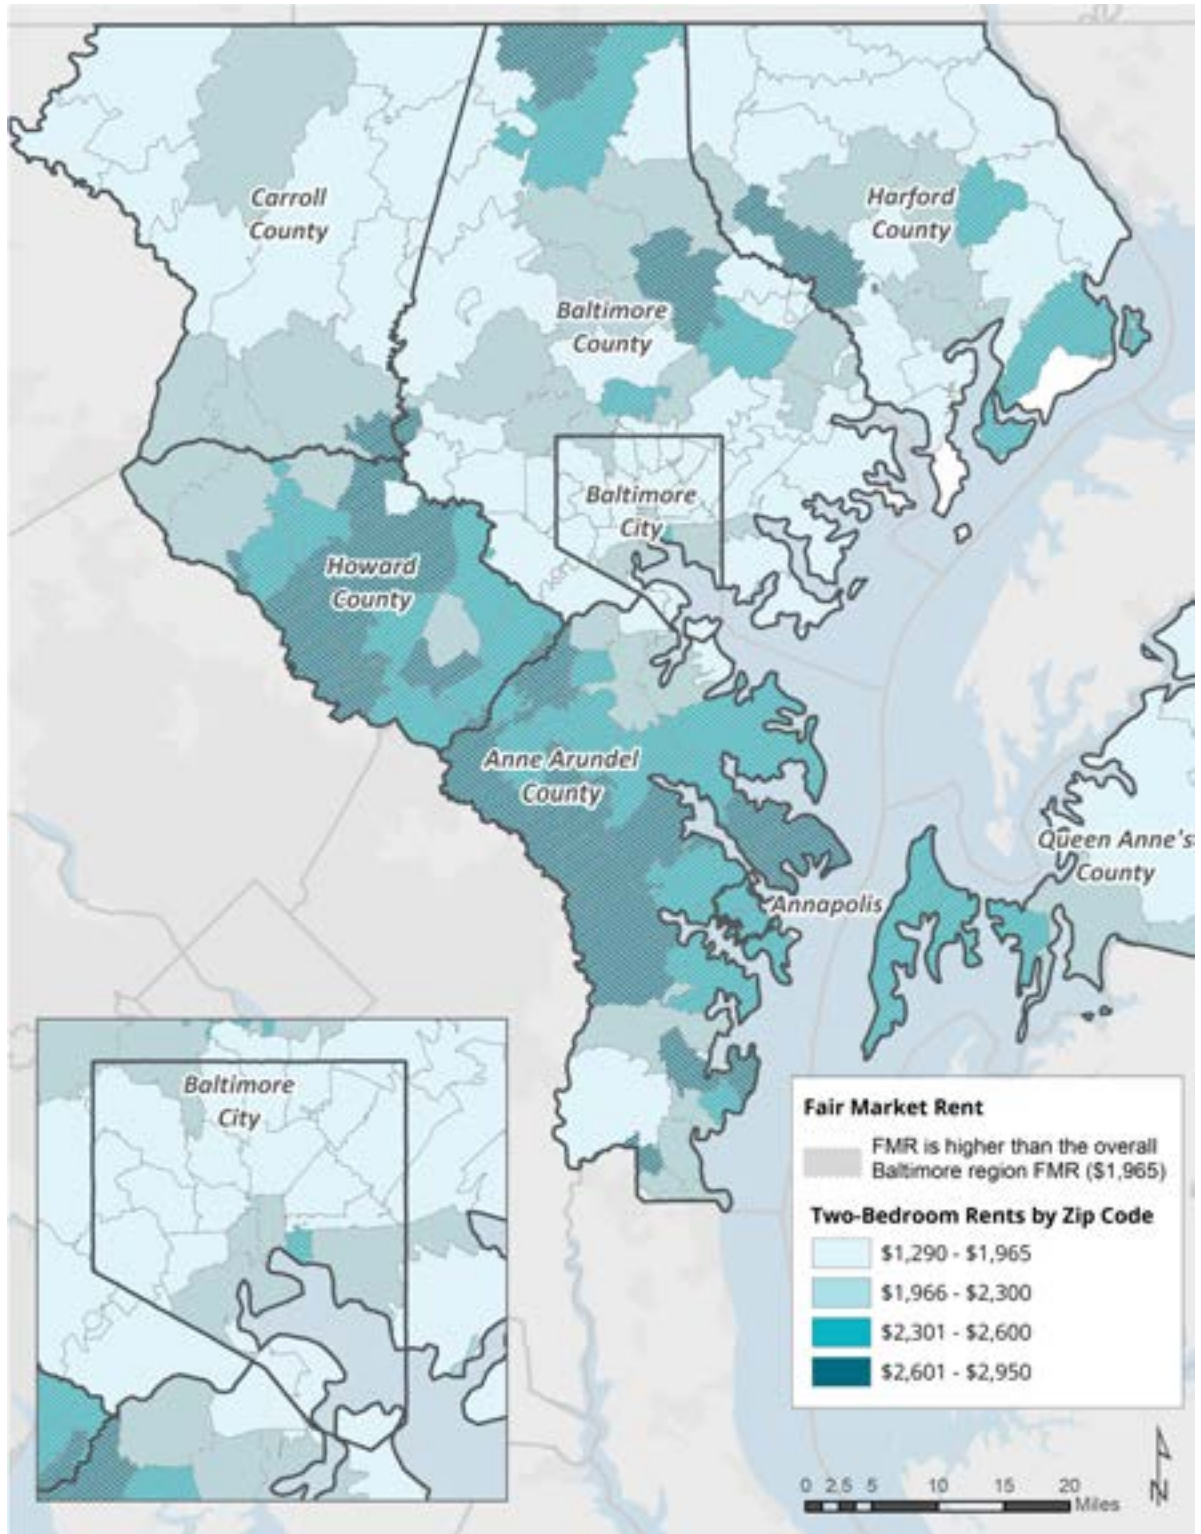 Carroll
County
Harford
County
Baltimore
County
Baltimore
City
Howard
County
Anne Arundel
County
Queen Anne's
County
Annapolis
Baltimore
City
Fair Market Rent
FMR is higher than the overall
Baltimore region FMR ($1,965)
Two-Bedroom Rents by Zip Code
$1,290 - $1,965
$1,966 - $2,300
$2,301 - $2,600
$2,601 - $2,950
0 2.5 5 10 15 20
Miles
N